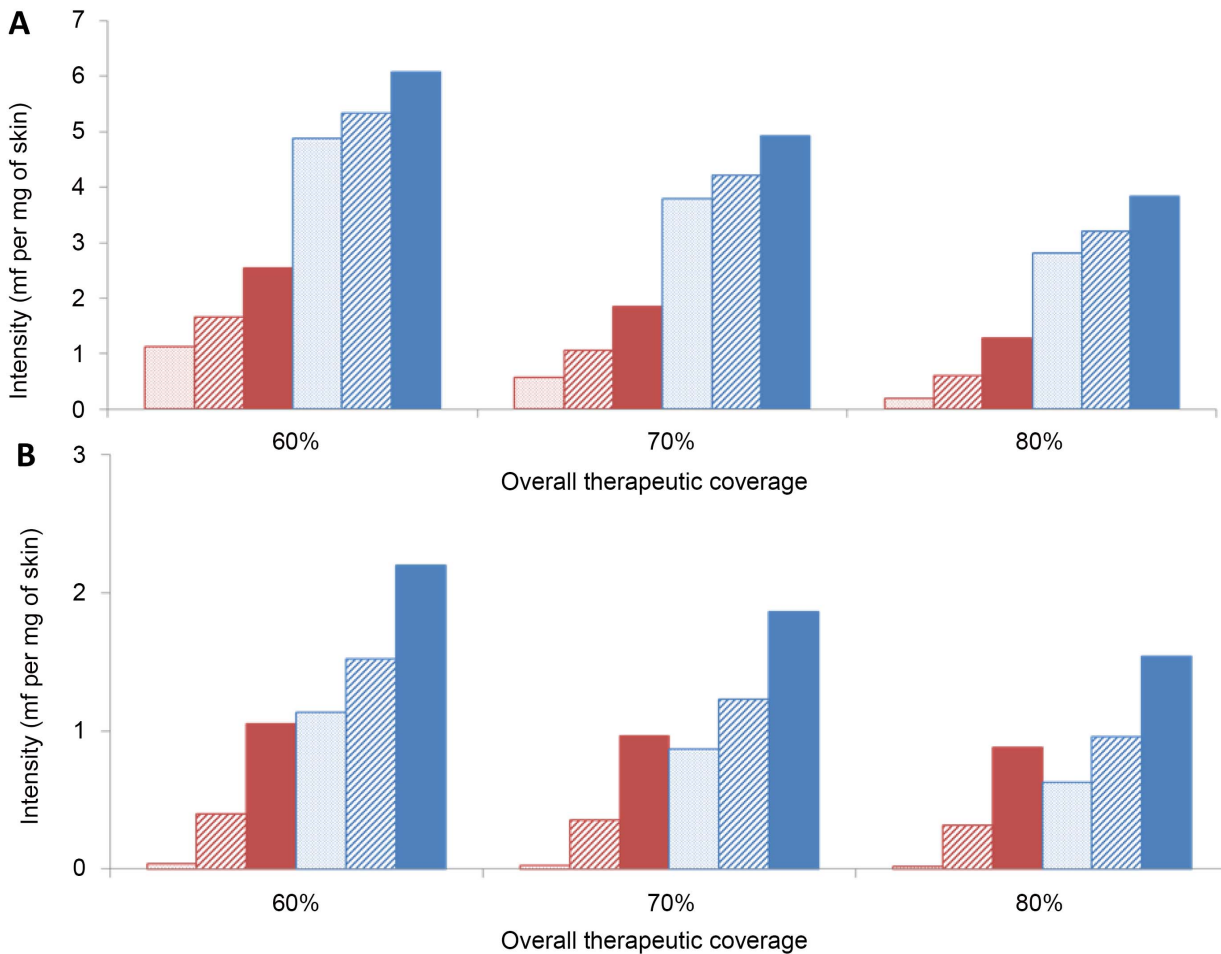 A
Intensity (mf per mg of skin)
7
6
5
4
3
2
1
0
60% 70% 80%
Overall therapeutic coverage
B
Intensity (mf per mg of skin)
3
2
1
0
60% 70% 80%
Overall therapeutic coverage